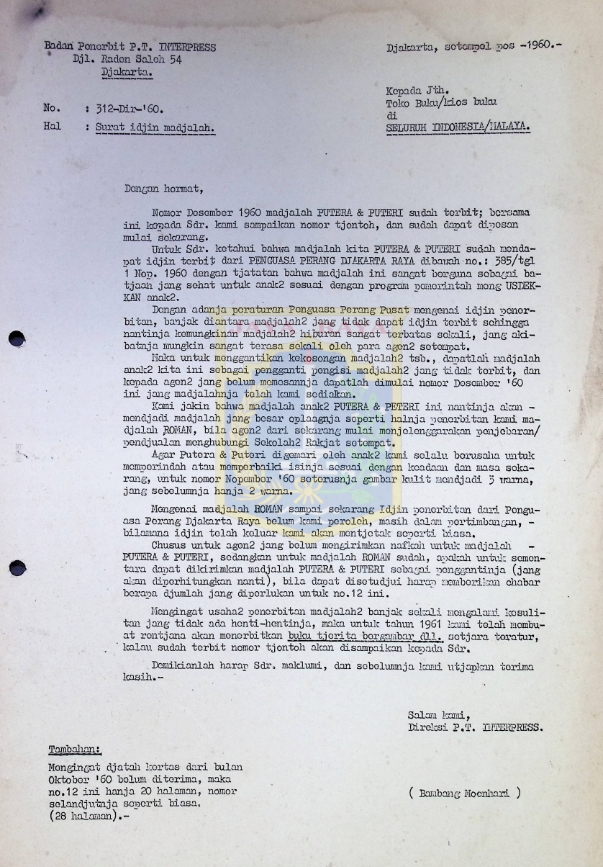 Badan Penerbit P.T. INTERPRESS
Djl. Raden Saleh 54
Djakarta.
Djakarta, setempel pos -1960.-
Kepada Jth.
Toko Buku/kios buku
di
SELURUH INDONESIA/MALAYA.
No. : 312-Dir-'60.
Hal : Surat idjin madjalah.
Dengan hormat,
Nomor Desember 1960 madjalah PUTERA & PUTERI sudah terbit; bersama
ini kepada Sdr. kami sampaikan nomor tjontoh, dan sudah dapat dipesan
mulai sekarang.
Untuk Sdr. ketahui bahwa madjalah kita PUTERA & PUTERI sudah menda-
pat idjin terbit dari PENGUASA PERANG DJAKARTA RAYA dibawah no.: 385/tgl
1 Nop. 1960 dengan tjatatan bahwa madjalah ini sangat berguna sebagai ba-
tjaan jang sehat untuk anak2 sesuai dengan program pemerintah meng USDEK-
KAN anak2.
Dengan adanja peraturan Penguasa Perang Pusat mengenai idjin pener-
bitan, banjak diantara madjalah2 jang tidak dapat idjin terbit sehingga
nantinja kemungkinan madjalah hiburan sangat terbatas sekali, jang aki-
batnja mungkin sangat terasa sekali oleh para agen2 setempat.
Maka untuk menggantikan kekosongan madjalah2 tsb., dapatlah madjalah
anak2 kita ini sebagai pengganti pengisi madjalah2 jang tidak terbit, dan
kepada agen2 jang belum memesannja dapatlah dimulai nomor Desember '60
ini jang madjalahnja telah kami sediakan.
Kami jakin bahwa madjalah anak2 PUTERA & PETERI ini nantinja akan -
mendjadi madjalah jang besar oplaagnja seperti halnja penerbitan kami ma-
djalah ROMAN, bila agen2 dari sekarang mulai menjelenggarakan penjebaran/
pendjualan menghubungi Sekolah2 Rakjat setempat.
Agar Putera & Puteri digemari oleh anak2 kami selalu berusaha untuk
memperindah atau memperbaiki isinja sesuai dengan keadaan dan masa seka-
rang, untuk nomor Nopember '60 seterusnja gambar kulit mendjadi 3 warna,
jang sebelumnja hanja 2 warna.
Mengenai madjalah ROMAN sampai sekarang Idjin penerbitan dari Pengu-
asa Perang Djakarta Raya belum kami peroleh, masih dalam pertimbangan, -
bilamana idjin telah keluar kami akan mentjetak seperti biasa.
Chusus untuk agen2 jang belum mengirimkan nafkah untuk madjalah -
PUTERA & PUTERI, sedangkan untuk madjalah ROMAN sudah, apakah untuk semen-
tara dapat dikirimkan madjalah PUTERA & PUTERI sebagai penggantinja (jang
akan diperhitungkan nanti), bila dapat disetudjui harap memberikan chabar
berapa djumlah jang diperlukan untuk no.12 ini.
Mengingat usaha2 penerbitan madjalah2 banjak sekali mengalami kesuli-
tan jang tidak ada henti-hentinja, maka untuk tahun 1961 kami telah membu-
at rentjana akan menerbitkan buku tjerita bergambar dll. setjara teratur,
kalau sudah terbit nomor tjontoh akan disampaikan kepada Sdr.
Demikianlah harap Sdr. maklumi, dan sebelumnja kami utjapkan terima
kasih.-
Salam kami,
Direksi P.T. INTERPRESS.
( Bambang Moenhari )
Tambahan:
Mengingat djatah kertas dari bulan
Oktober '60 belum diterima, maka
no.12 ini hanja 20 halaman, nomor
selandjutnja seperti biasa.
(28 halaman).-